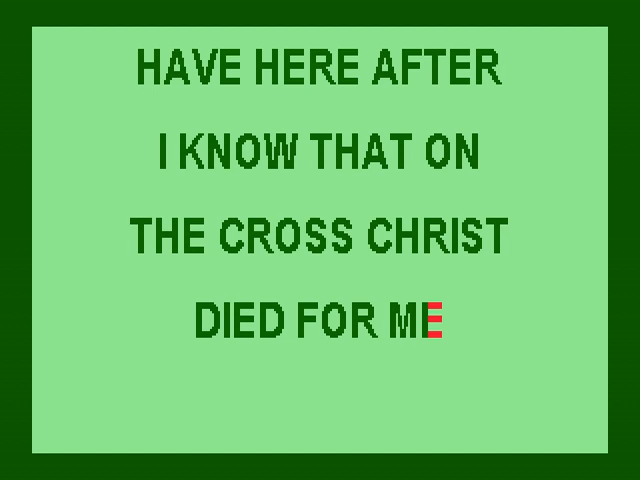 HAVE HERE AFTER
I KNOW THAT ON
THE CROSS CHRIST
DIED FOR ME